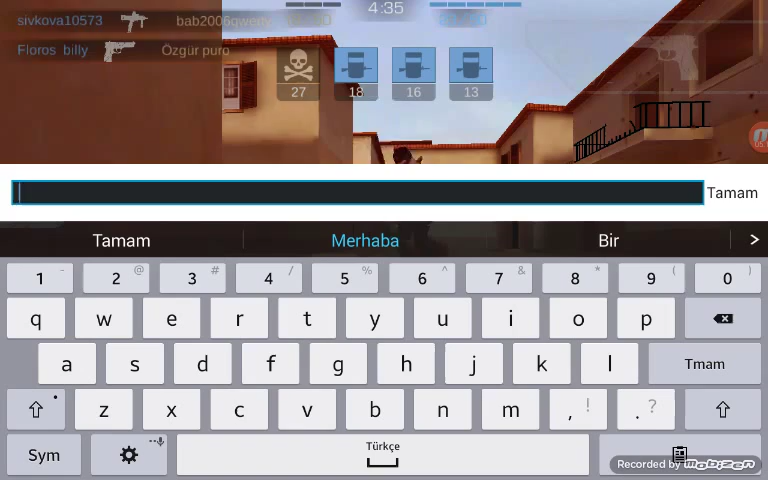 4:35
sivkova10573 bab2006qwerty
Floros billy Özgür puro
27 18 16 13
Tamam
Tamam Merhaba Bir >
1 - 2 @ 3 # 4 / 5 % 6 ^ 7 & 8 * 9 ( 0 )
q w e r t y u i o p
a s d f g h j k l Tmam
z x c v b n m , ! . ?
Sym Türkçe
Recorded by mobizen